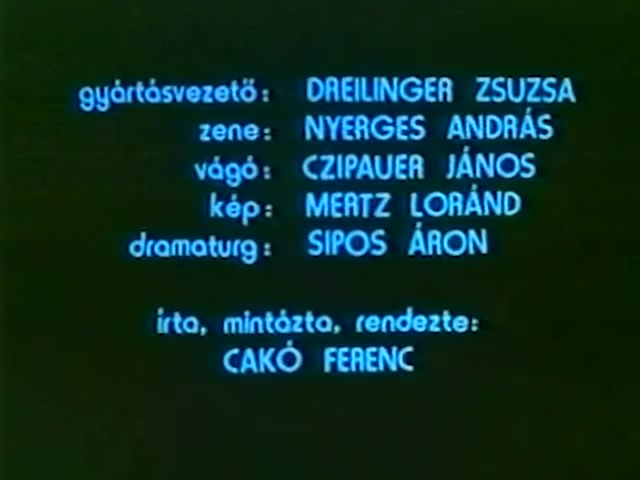 gyártásvezető: DREILINGER ZSUZSA
zene: NYERGES ANDRÁS
vágó: CZIPAUER JÁNOS
kép: MERTZ LORÁND
dramaturg: SIPOS ÁRON
írta, mintázta, rendezte:
CAKÓ FERENC